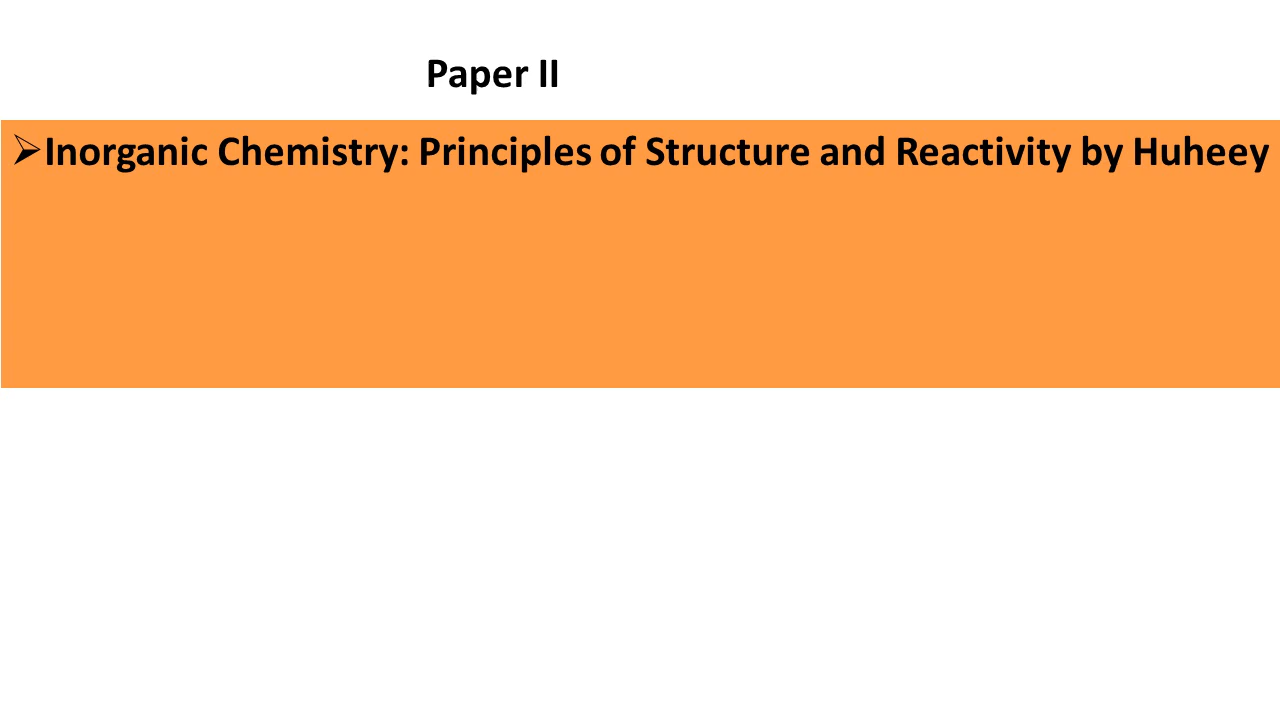 Paper II
➢Inorganic Chemistry: Principles of Structure and Reactivity by Huheey